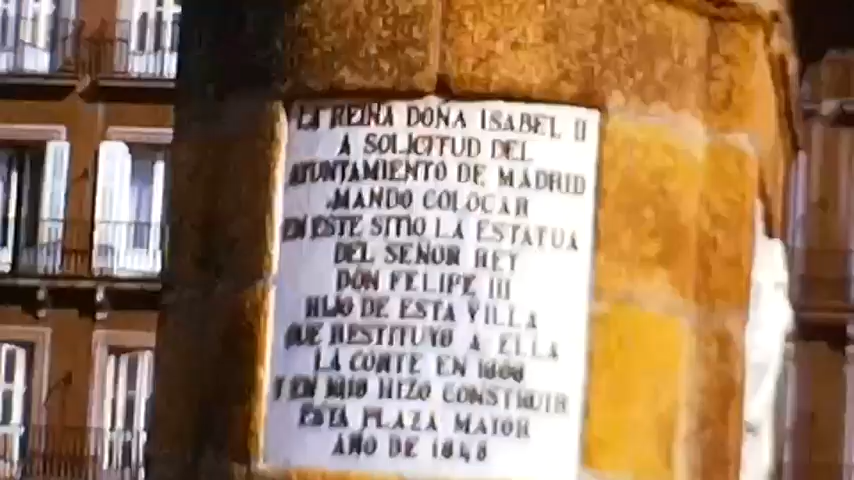 LA REINA DOÑA ISABEL II
A SOLICITUD DEL
AYUNTAMIENTO DE MADRID
MANDO COLOCAR
EN ESTE SITIO LA ESTATUA
DEL SEÑOR REY
DON FELIPE III
HIJO DE ESTA VILLA
QUE RESTITUYO A ELLA
LA CORTE EN
Y EN HIZO CONSTRUIR
ESTA PLAZA MAYOR
AÑO DE 1848